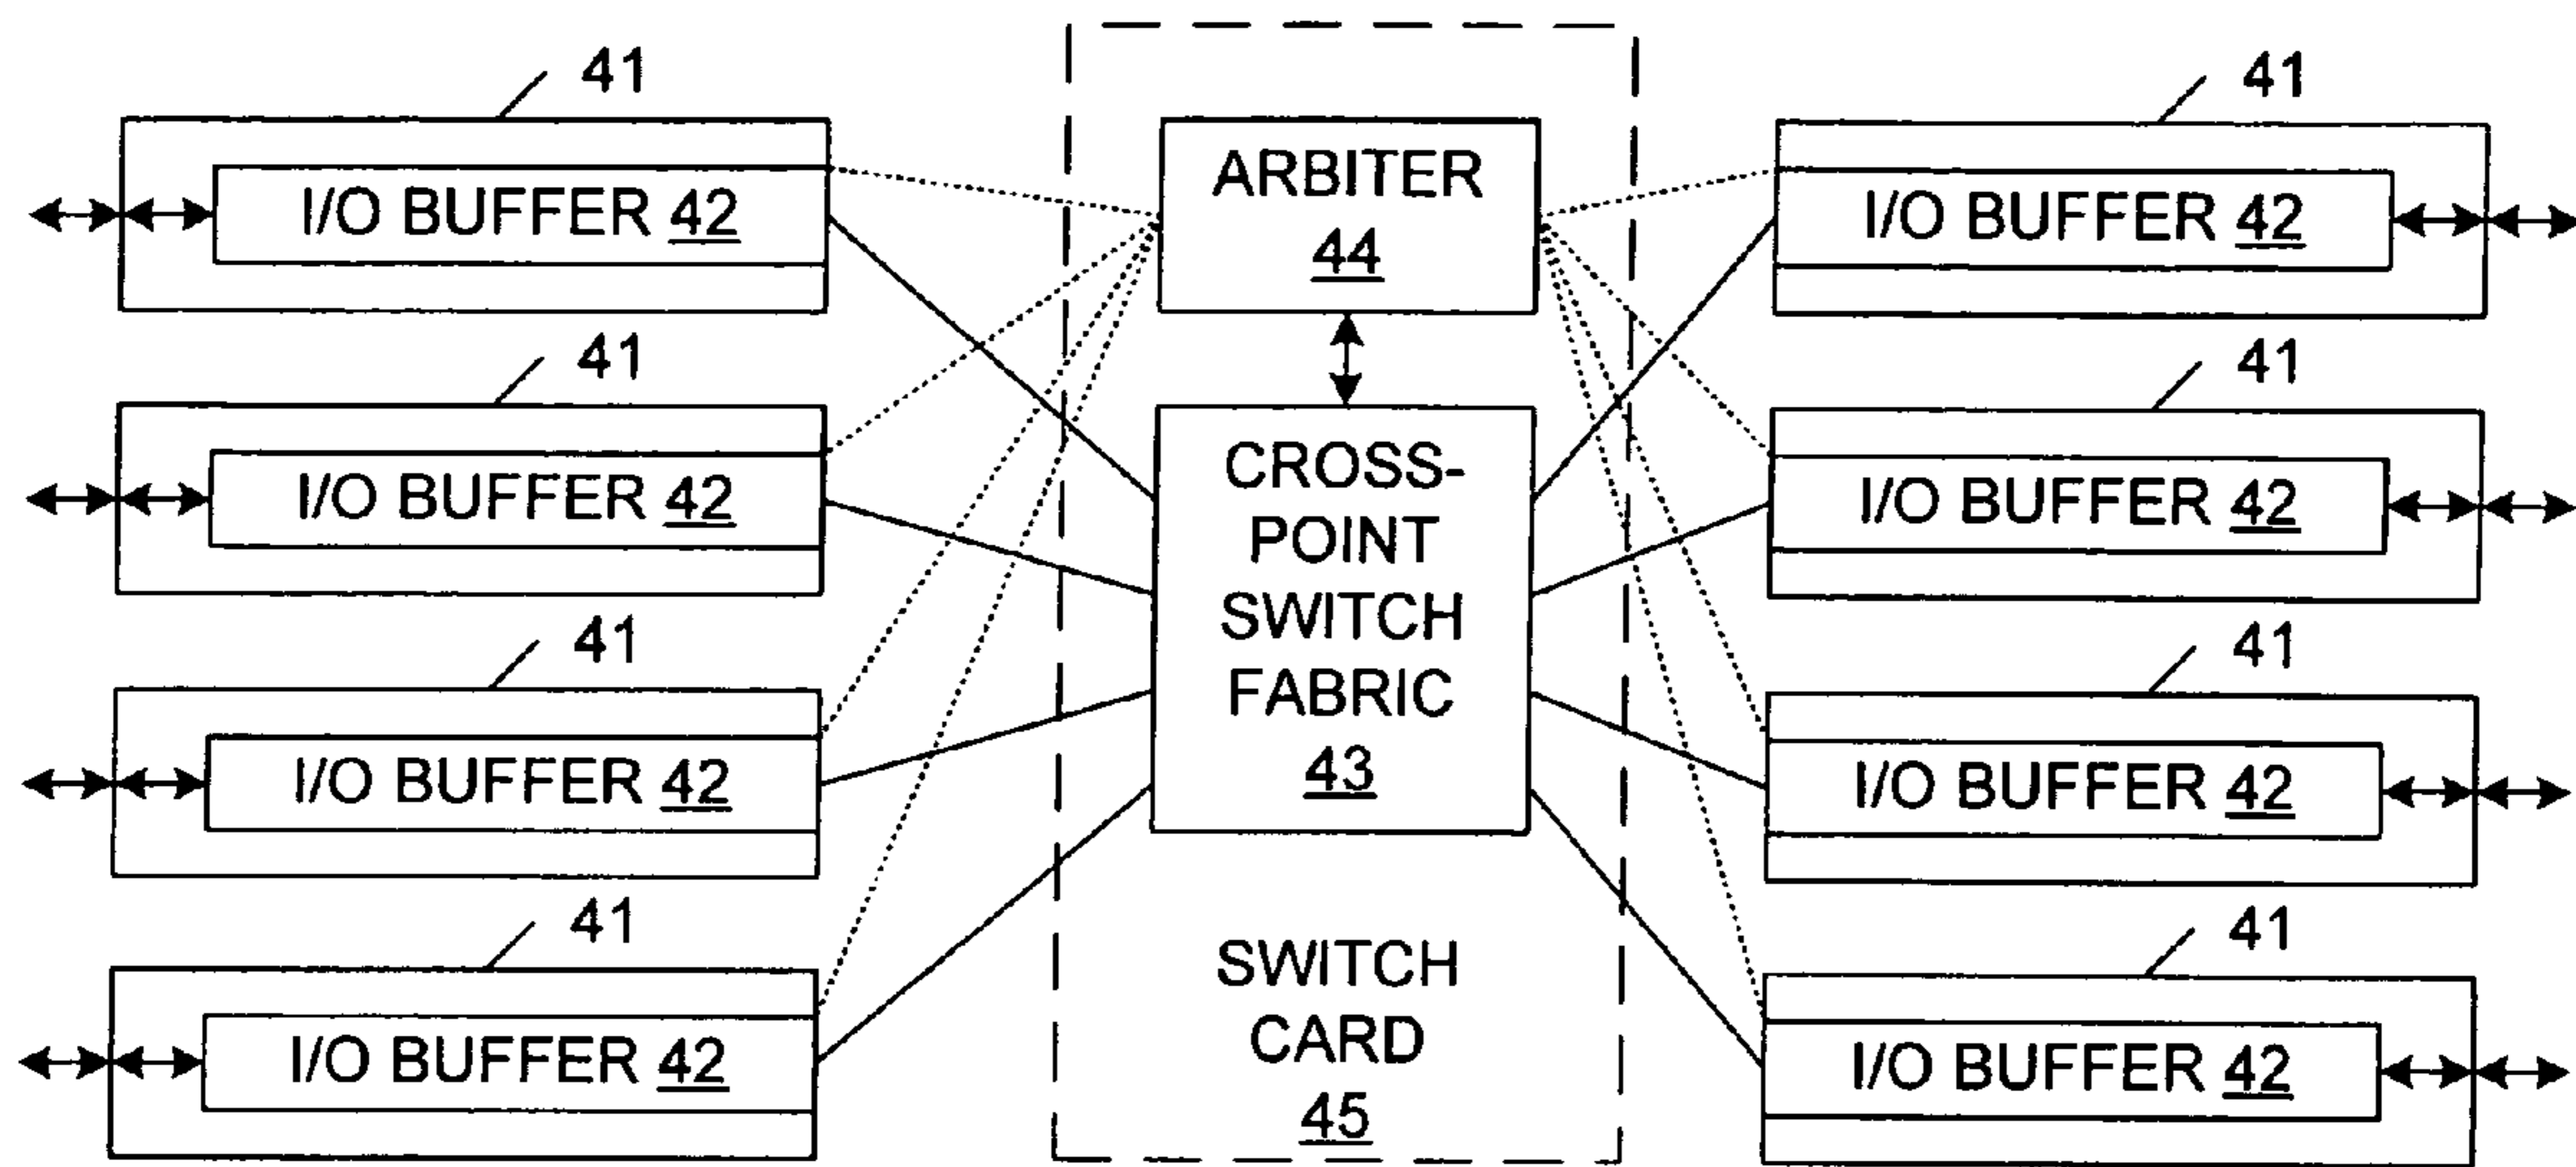 41
I/O BUFFER 42
41
I/O BUFFER 42
41
I/O BUFFER 42
41
I/O BUFFER 42
ARBITER
44
CROSS-
POINT
SWITCH
FABRIC
43
SWITCH
CARD
45
41
I/O BUFFER 42
41
I/O BUFFER 42
41
I/O BUFFER 42
41
I/O BUFFER 42